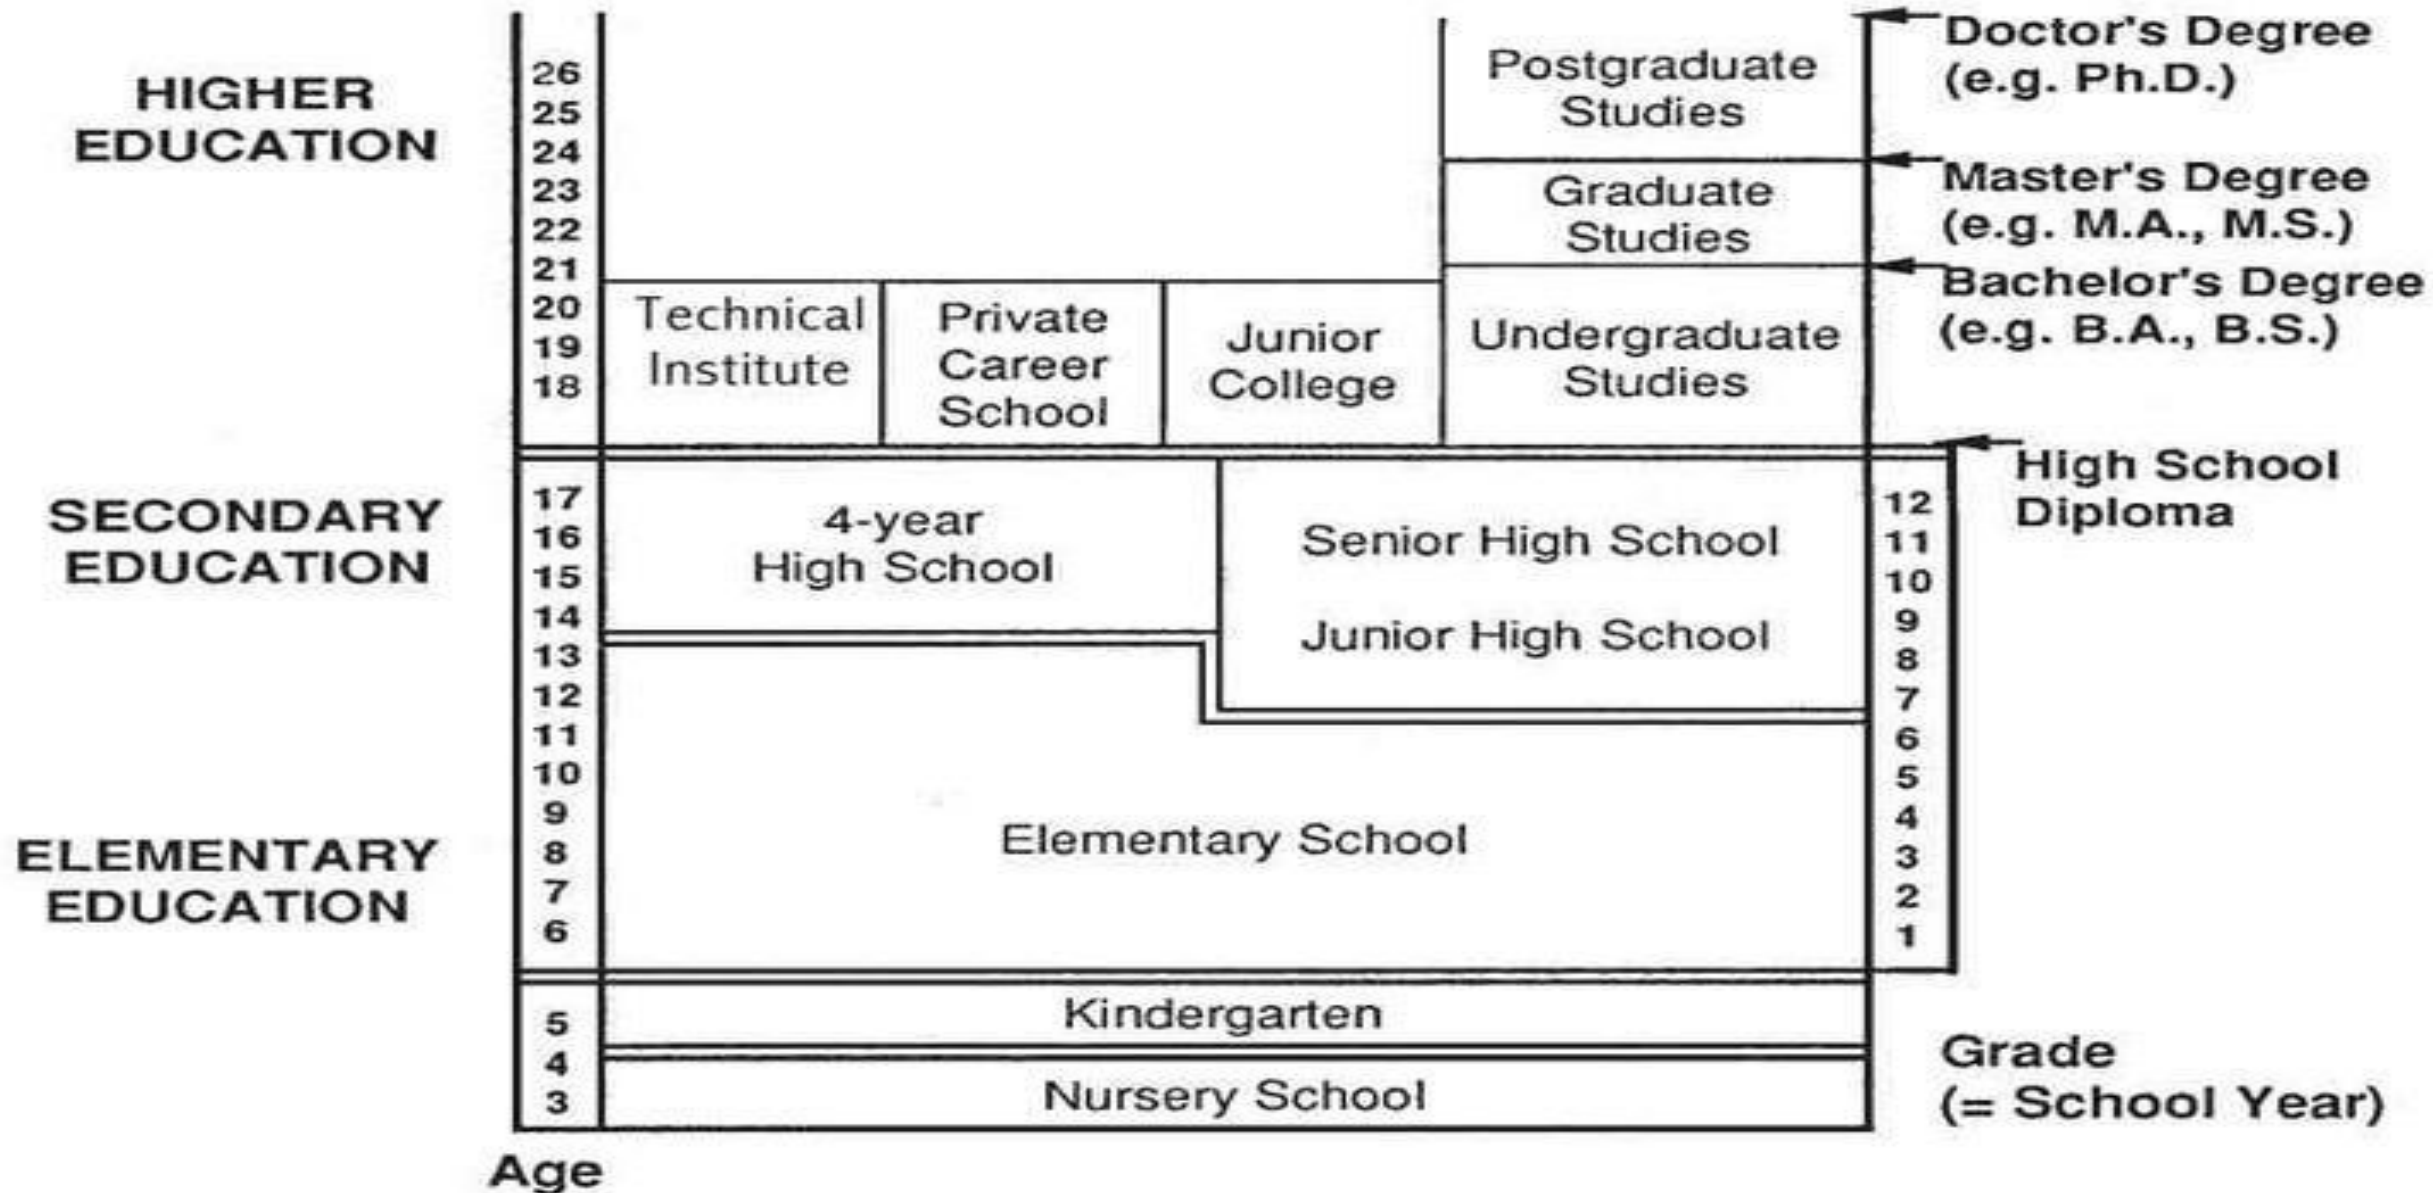 HIGHER
EDUCATION
26
25
24
23
22
21
20
19
18
Postgraduate
Studies
Graduate
Studies
Technical
Institute
Private
Career
School
Junior
College
Undergraduate
Studies
Doctor's Degree
(e.g. Ph.D.)
Master's Degree
(e.g. M.A., M.S.)
Bachelor's Degree
(e.g. B.A., B.S.)
High School
Diploma
SECONDARY
EDUCATION
17
16
15
14
13
12
11
10
9
8
7
6
4-year
High School
Senior High School
Junior High School
12
11
10
9
8
7
6
5
4
3
2
1
ELEMENTARY
EDUCATION
Elementary School
5
4
3
Kindergarten
Nursery School
Grade
(= School Year)
Age